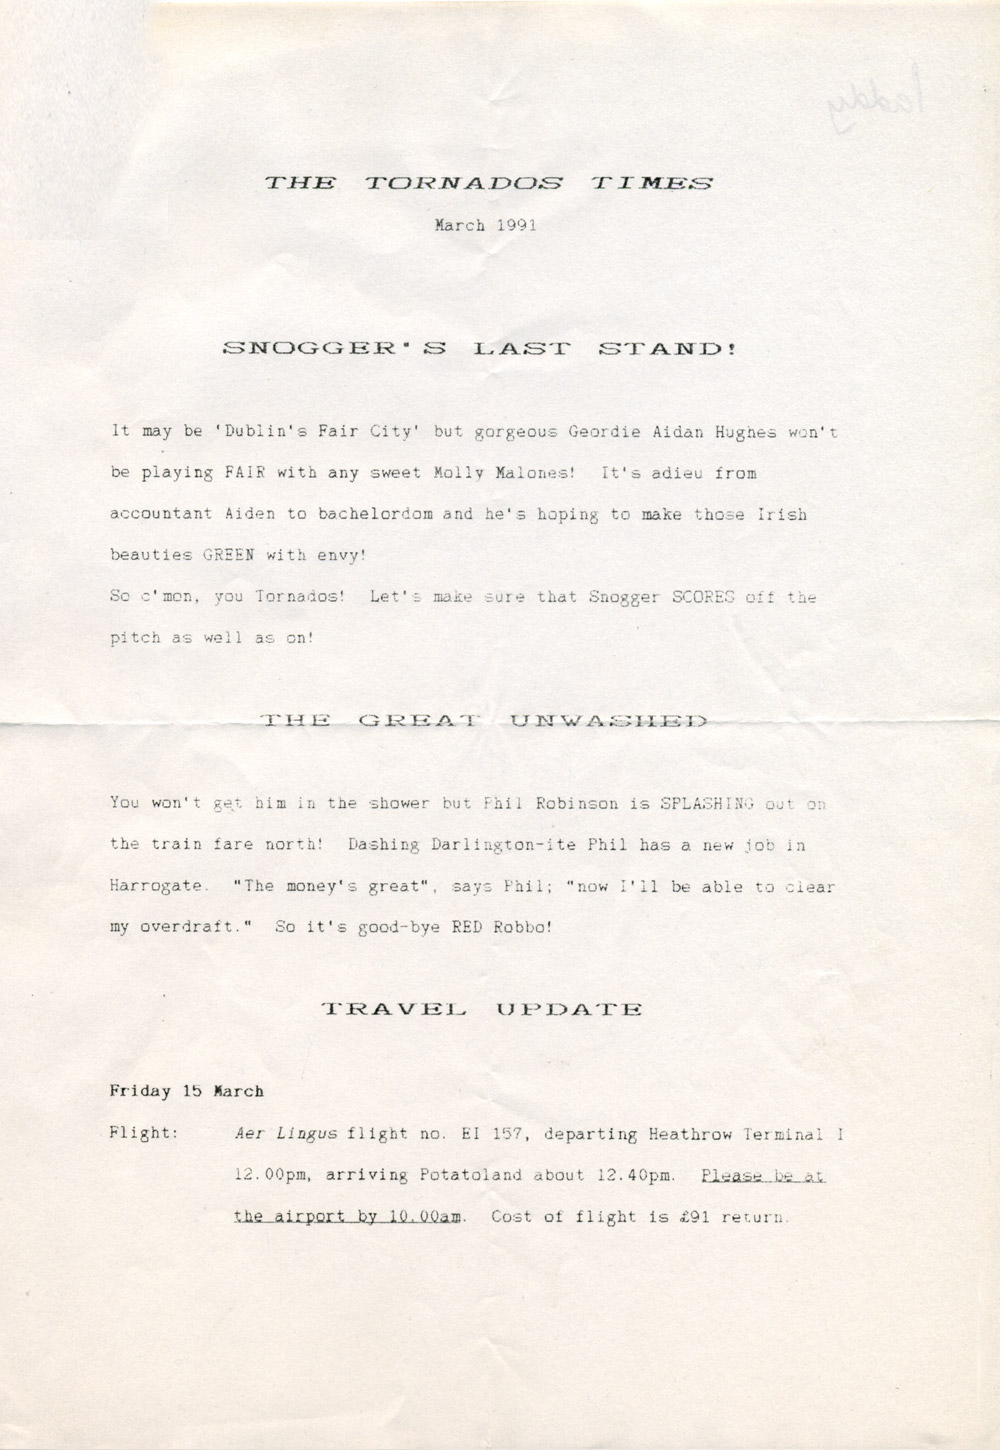 Paddy
THE TORNADOS TIMES
March 1991
SNOGGER'S LAST STAND!
It may be 'Dublin's Fair City' but gorgeous Geordie Aidan Hughes won't
be playing FAIR with any sweet Molly Malones! It's adieu from
accountant Aiden to bachelordom and he's hoping to make those Irish
beauties GREEN with envy!
So c'mon, you Tornados! Let's make sure that Snogger SCORES off the
pitch as well as on!
THE GREAT UNWASHED
You won't get him in the shower but Phil Robinson is SPLASHING out on
the train fare north! Dashing Darlington-ite Phil has a new job in
Harrogate. "The money's great", says Phil; "now I'll be able to clear
my overdraft." So it's good-bye RED Robbo!
TRAVEL UPDATE
Friday 15 March
Flight: Aer Lingus flight no. EI 157, departing Heathrow Terminal 1
12.00pm, arriving Potatoland about 12.40pm. Please be at
the airport by 10.00am. Cost of flight is £91 return.